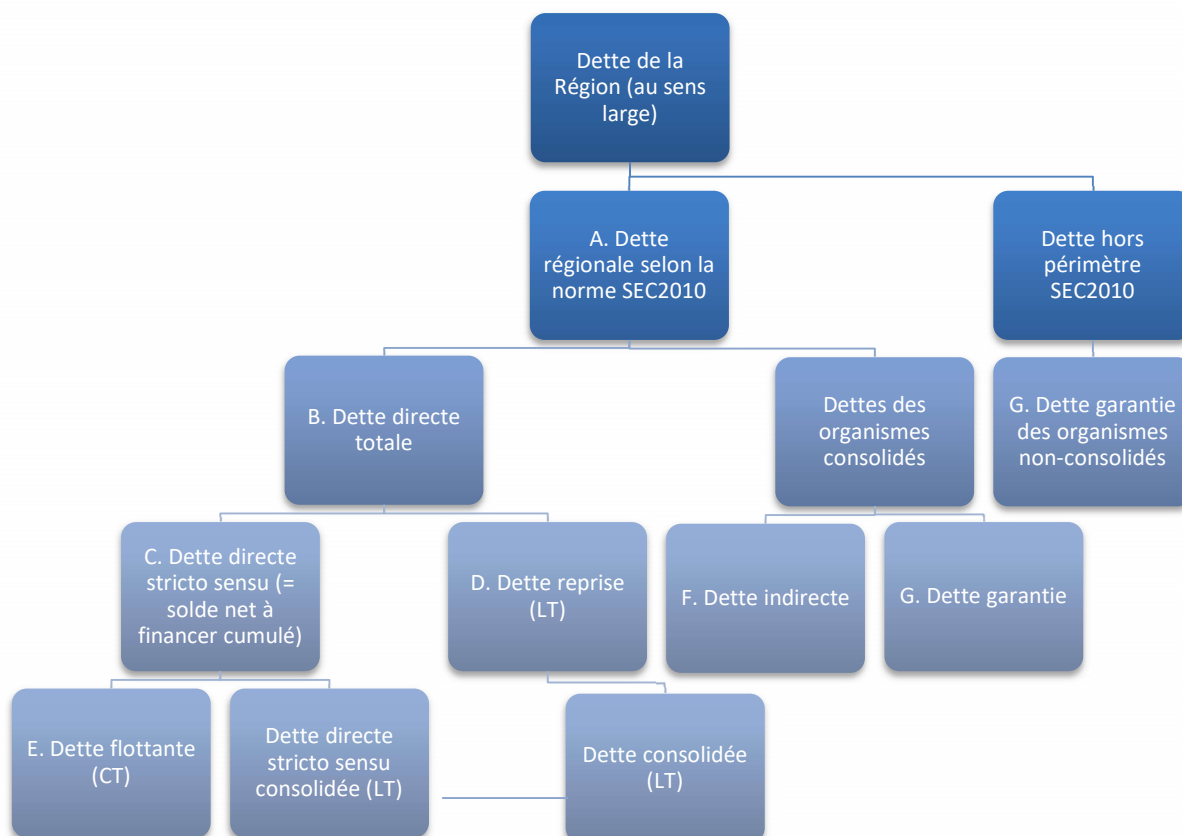 Dette de la
Région (au sens
large)
A. Dette
régionale selon la
norme SEC2010
Dette hors
périmètre
SEC2010
B. Dette directe
totale
Dettes des
organismes
consolidés
G. Dette garantie
des organismes
non-consolidés
C. Dette directe
stricto sensu (=
solde net à
financer cumulé)
D. Dette reprise
(LT)
F. Dette indirecte
G. Dette garantie
E. Dette flottante
(CT)
Dette directe
stricto sensu
consolidée (LT)
Dette consolidée
(LT)